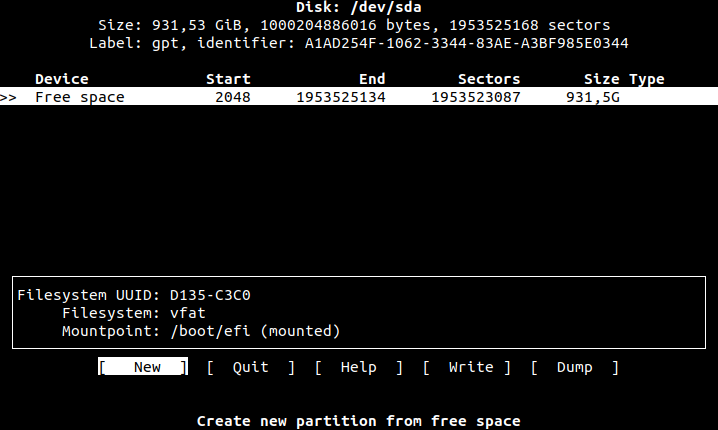 Disk: /dev/sda
Size: 931,53 GiB, 1000204886016 bytes, 1953525168 sectors
Label: gpt, identifier: A1AD254F-1062-3344-83AE-A3BF985E0344
Device Start End Sectors Size Type
>> Free space 2048 1953525134 1953523087 931,5G
Filesystem UUID: D135-C3C0
Filesystem: vfat
Mountpoint: /boot/efi (mounted)
[ New ] [ Quit ] [ Help ] [ Write ] [ Dump ]
Create new partition from free space